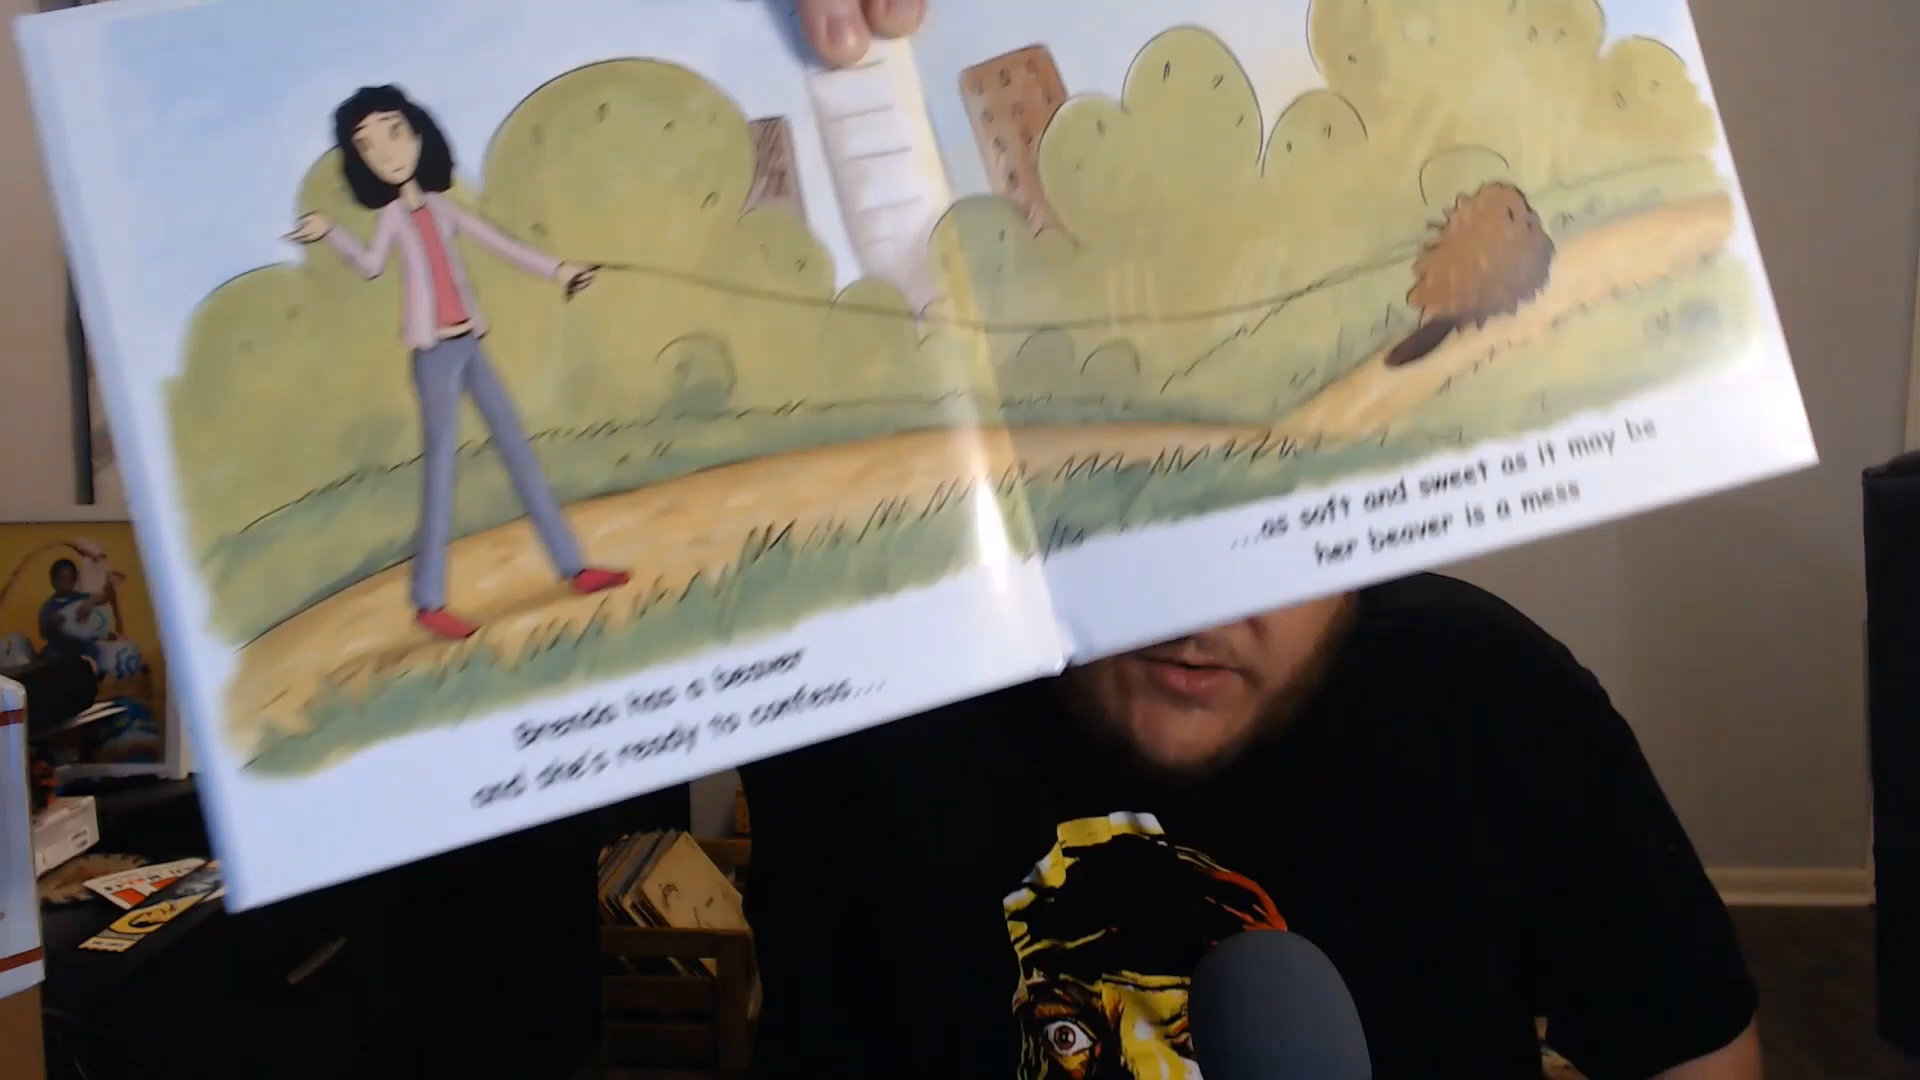 Brenda has a beaver
and she's ready to confess...
...as soft and sweet as it may be
her beaver is a mess